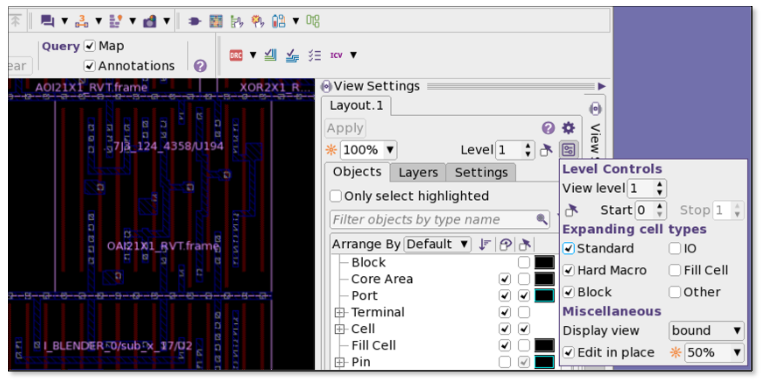 Query Map
ear Annotations
DRC ICV
AOI21X1_RVT.frame XOR2X1_R...
View Settings
Layout.1
Apply
100% Level 1
View S
Objects Layers Settings
Only select highlighted
Filter objects by type name
Arrange By Default
Block
Core Area
Port
Terminal
Cell
Fill Cell
Pin
OAI21X1_RVT.frame
I_BLENDER_0/sub_x_17/U2
Level Controls
View level 1
Start 0 Stop 1
Expanding cell types
Standard IO
Hard Macro Fill Cell
Block Other
Miscellaneous
Display view bound
Edit in place 50%